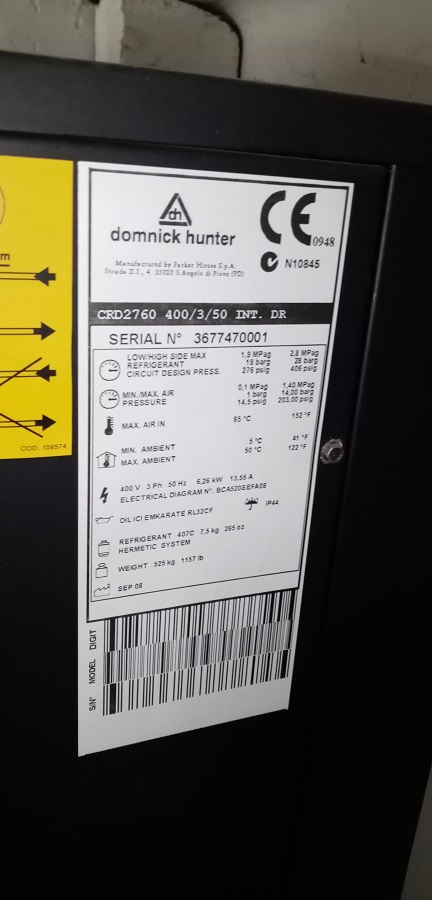 dh
CE 0948
domnick hunter
N10845
Manufactured by Parker Hiross S.p.A.
Strada Z.I., 4 35020 S.Angelo di Piove (PD)
m
CRD2760 400/3/50 INT. DR
SERIAL N° 3677470001
LOW/HIGH SIDE MAX 1,9 MPag 2,8 MPag
REFRIGERANT 19 bar 28 bar
CIRCUIT DESIGN PRESS. 276 psig 406 psig
MIN./MAX. AIR 0,1 MPag 1,40 MPag
PRESSURE 1 barg 14,00 barg
14,5 psig 203,00 psig
MAX. AIR IN 65 °C 152 °F
MIN. AMBIENT 5 °C 41 °F
MAX. AMBIENT 50 °C 122 °F
COD. 109574
400 V 3 Ph 50 Hz 6,26 kW 13,55 A
ELECTRICAL DIAGRAM N°. BCA520SEFA08 IP44
OIL ICI EMKARATE RL32CF
REFRIGERANT 407C 7,5 kg 265 oz
HERMETIC SYSTEM
WEIGHT 525 kg 1157 lb
SEP 08
S/N° MODEL DIGIT